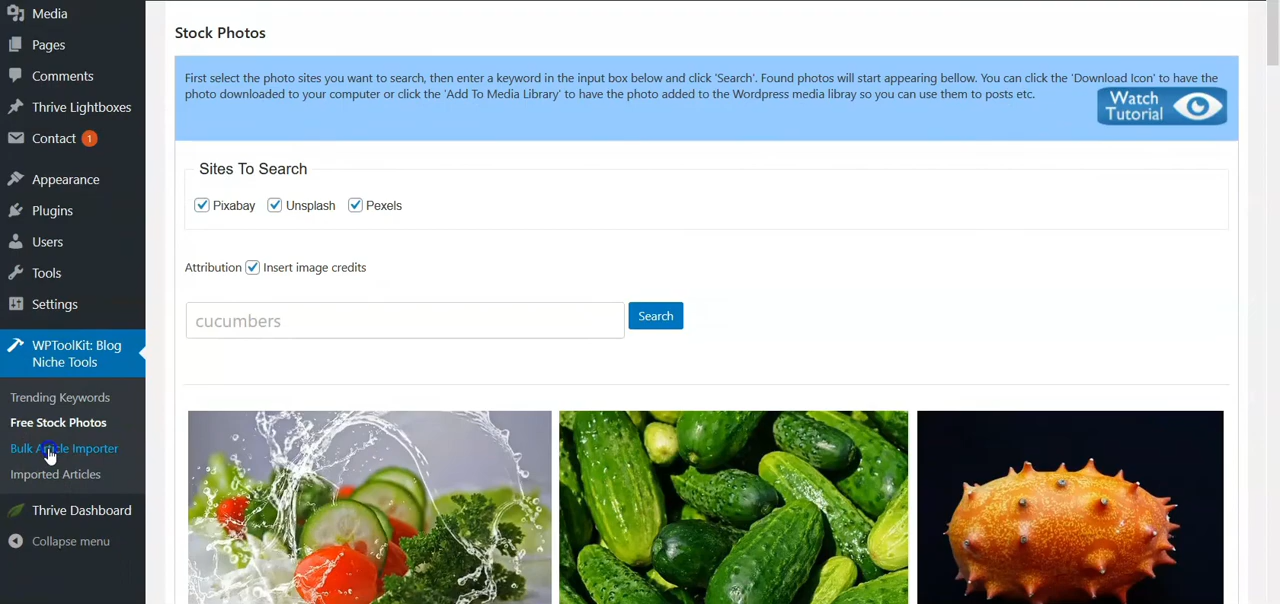 Media
Pages
Comments
Thrive Lightboxes
Contact 1
Appearance
Plugins
Users
Tools
Settings
WPToolKit: Blog
Niche Tools
Trending Keywords
Free Stock Photos
Bulk Article Importer
Imported Articles
Thrive Dashboard
Collapse menu
Stock Photos
First select the photo sites you want to search, then enter a keyword in the input box below and click 'Search'. Found photos will start appearing bellow. You can click the 'Download Icon' to have the
photo downloaded to your computer or click the 'Add To Media Library' to have the photo added to the Wordpress media libray so you can use them to posts etc.
Watch
Tutorial
Sites To Search
Pixabay Unsplash Pexels
Attribution Insert image credits
cucumbers
Search